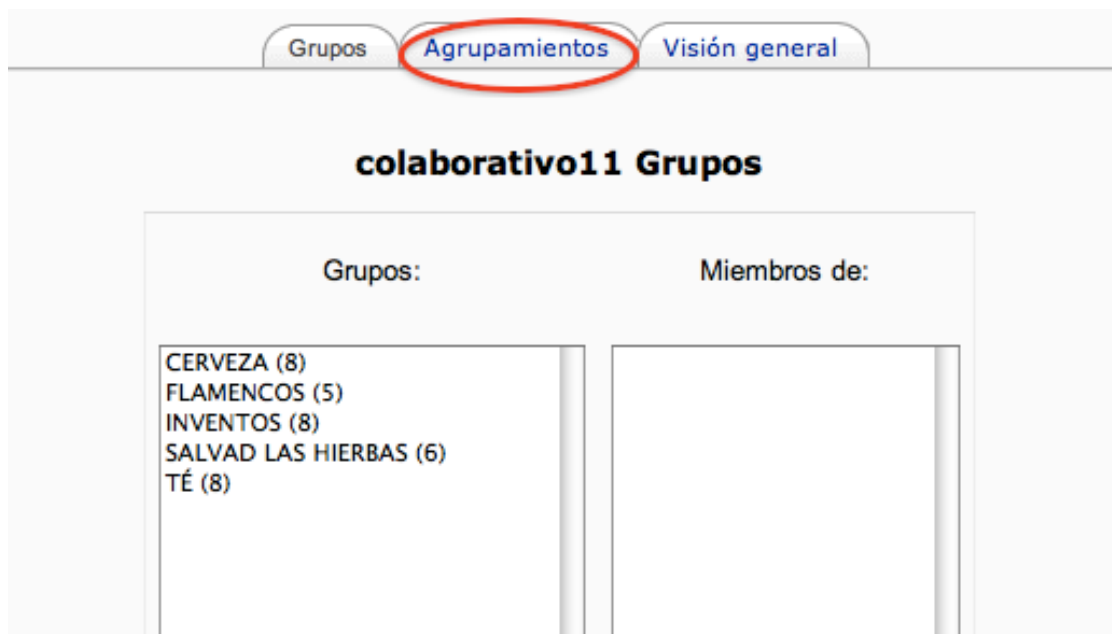 Grupos Agrupamientos Visión general
colaborativo11 Grupos
Grupos: Miembros de:
CERVEZA (8)
FLAMENCOS (5)
INVENTOS (8)
SALVAD LAS HIERBAS (6)
TÉ (8)